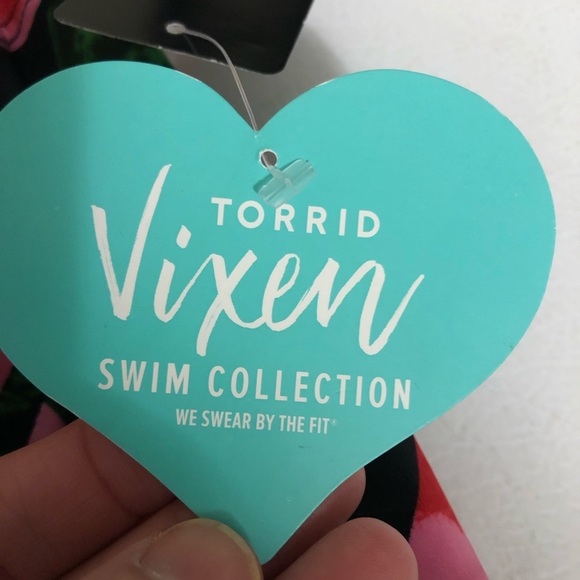 TORRID
Vixen
SWIM COLLECTION
WE SWEAR BY THE FIT®